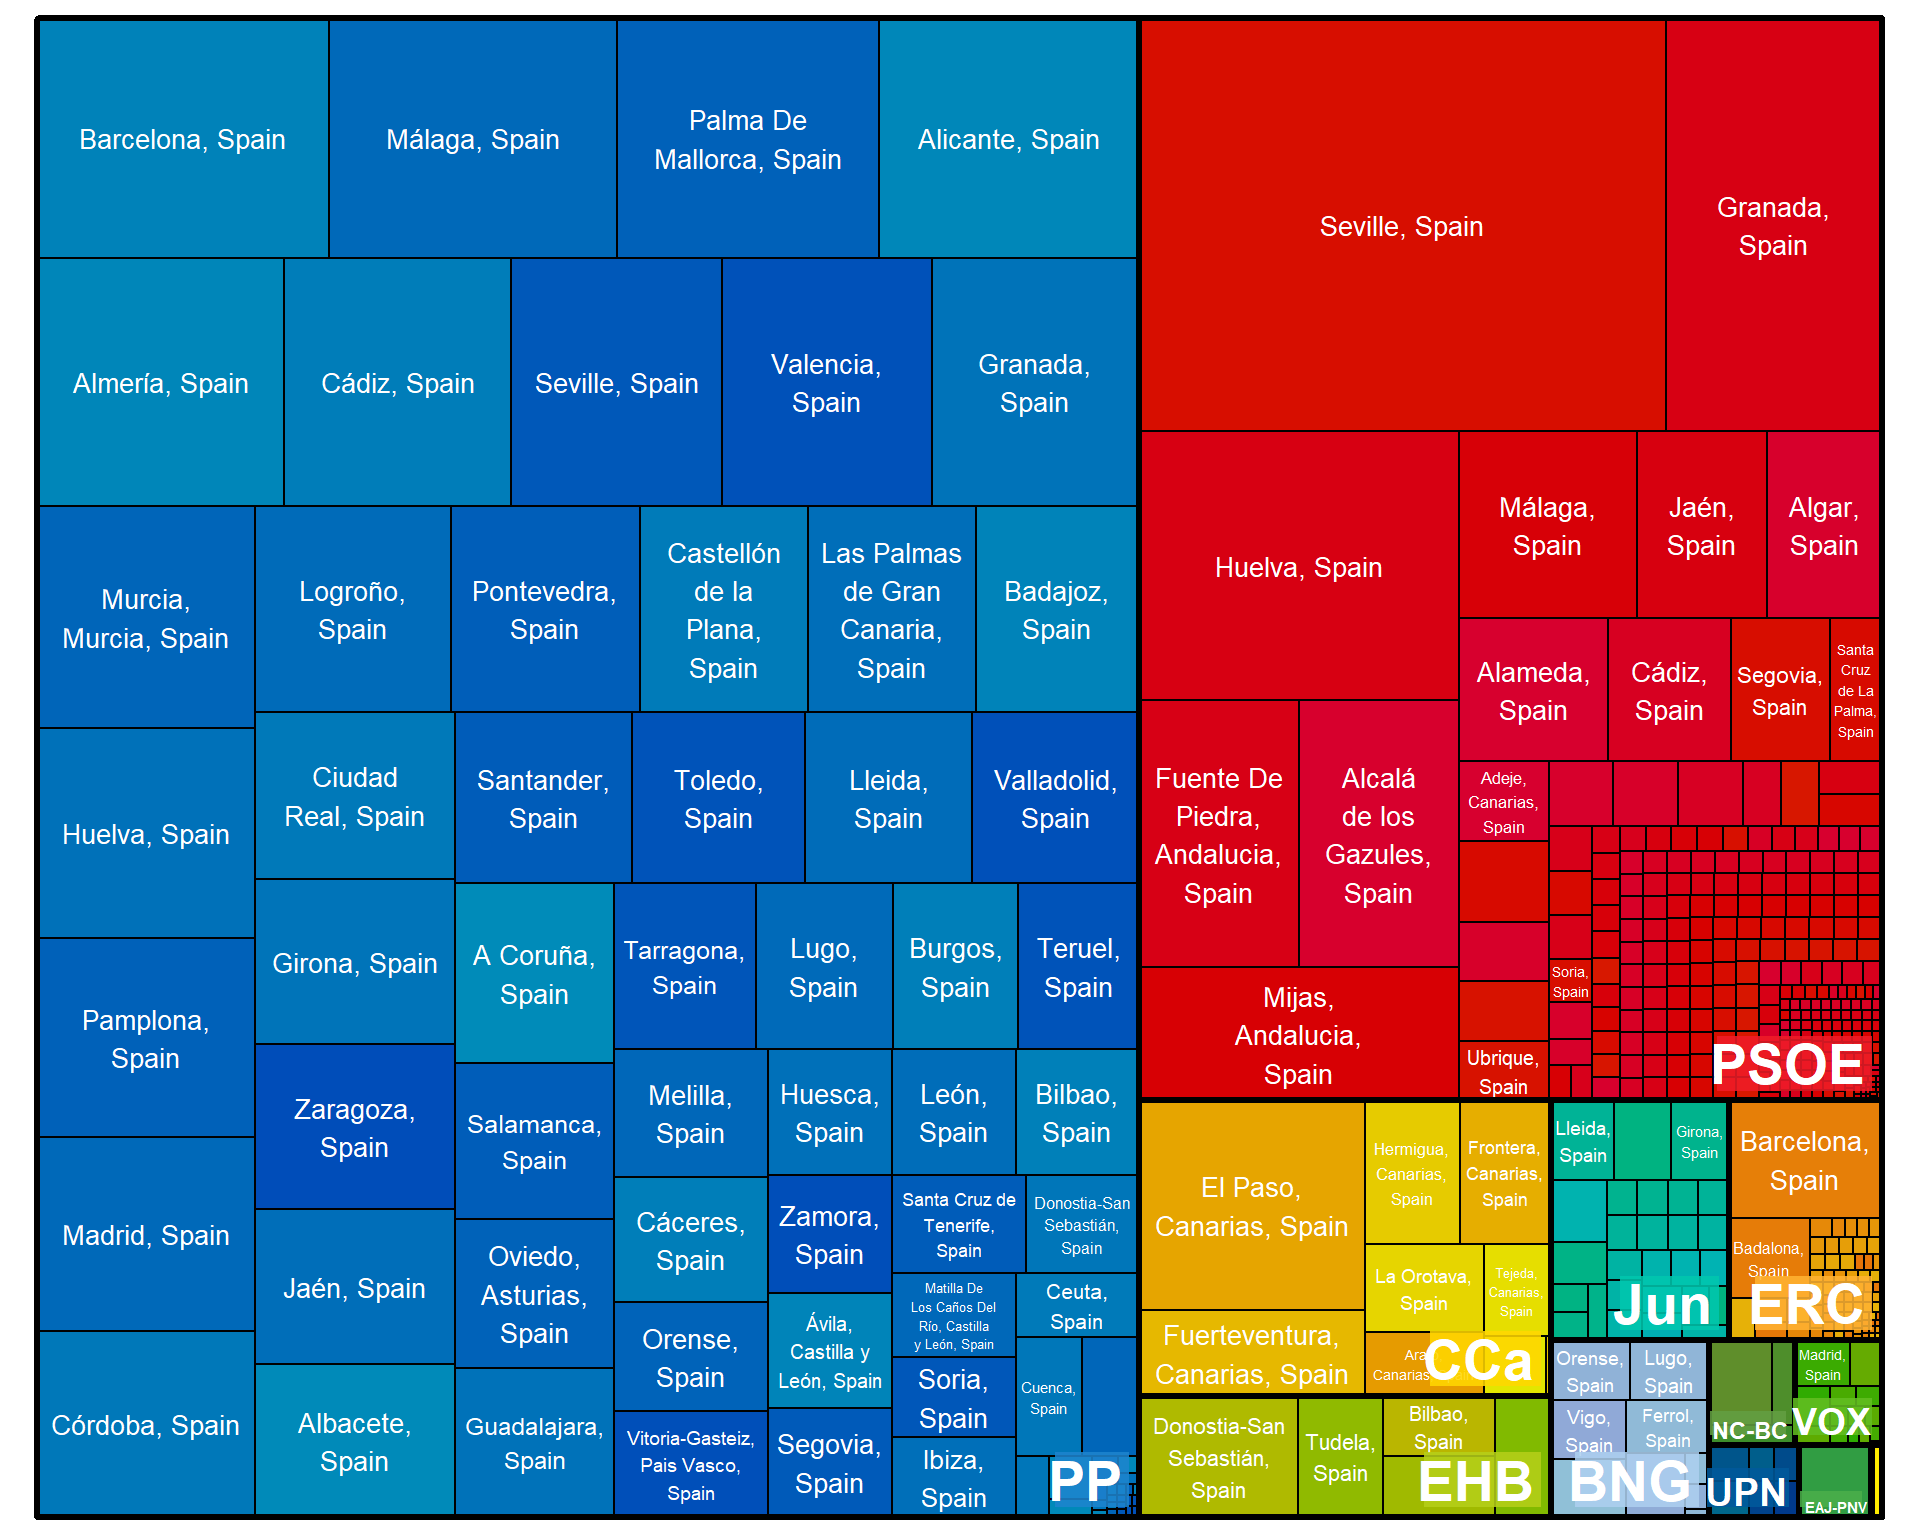 Barcelona, Spain
Málaga, Spain
Palma De
Mallorca, Spain
Alicante, Spain
Almería, Spain
Cádiz, Spain
Seville, Spain
Valencia,
Spain
Granada,
Spain
Murcia,
Murcia, Spain
Logroño,
Spain
Pontevedra,
Spain
Castellón
de la
Plana,
Spain
Las Palmas
de Gran
Canaria,
Spain
Badajoz,
Spain
Huelva, Spain
Ciudad
Real, Spain
Santander,
Spain
Toledo,
Spain
Lleida,
Spain
Valladolid,
Spain
Pamplona,
Spain
Girona, Spain
A Coruña,
Spain
Tarragona,
Spain
Lugo,
Spain
Burgos,
Spain
Teruel,
Spain
Madrid, Spain
Zaragoza,
Spain
Salamanca,
Spain
Melilla,
Spain
Huesca,
Spain
León,
Spain
Bilbao,
Spain
Jaén, Spain
Oviedo,
Asturias,
Spain
Cáceres,
Spain
Zamora,
Spain
Santa Cruz de
Tenerife,
Spain
Donostia-San
Sebastián,
Spain
Córdoba, Spain
Albacete,
Spain
Guadalajara,
Spain
Orense,
Spain
Vitoria-Gasteiz,
Pais Vasco,
Spain
Ávila,
Castilla y
León, Spain
Segovia,
Spain
Matilla De
Los Caños Del
Río, Castilla
y León, Spain
Soria,
Spain
Ibiza,
Spain
Ceuta,
Spain
Cuenca,
Spain
PP
Seville, Spain
Granada,
Spain
Huelva, Spain
Málaga,
Spain
Jaén,
Spain
Algar,
Spain
Alameda,
Spain
Cádiz,
Spain
Segovia,
Spain
Santa
Cruz
de La
Palma,
Spain
Fuente De
Piedra,
Andalucia,
Spain
Alcalá
de los
Gazules,
Spain
Adeje,
Canarias,
Spain
Soria,
Spain
Mijas,
Andalucia,
Spain
Ubrique,
Spain
PSOE
El Paso,
Canarias, Spain
Hermigua,
Canarias,
Spain
Frontera,
Canarias,
Spain
La Orotava,
Spain
Tejeda,
Canarias,
Spain
Fuerteventura,
Canarias, Spain
Canarias
CCa
Lleida,
Spain
Girona,
Spain
Jun
Barcelona,
Spain
Badalona,
Spain
ERC
Donostia-San
Sebastián,
Spain
Tudela,
Spain
Bilbao,
Spain
EHB
Orense,
Spain
Lugo,
Spain
Vigo,
Spain
Ferrol,
Spain
BNG
NC-BC
Madrid,
Spain
VOX
UPN
EAJ-PNV